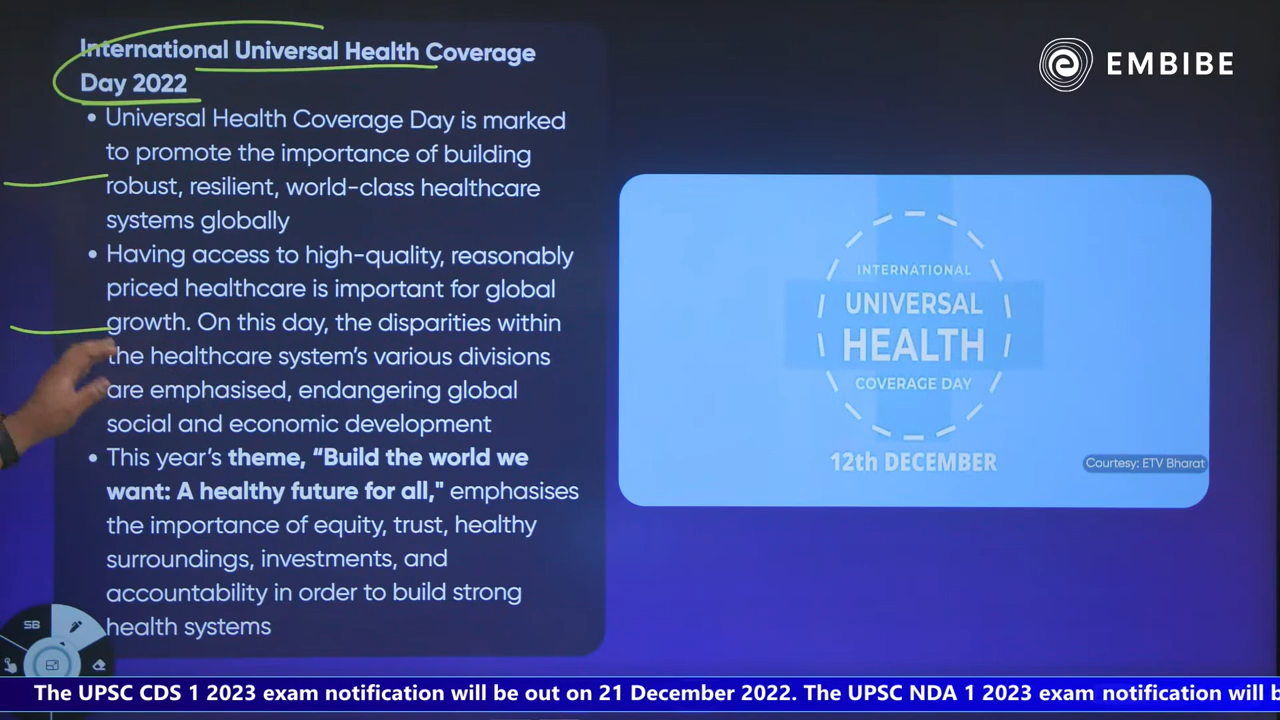 International Universal Health Coverage
Day 2022
• Universal Health Coverage Day is marked
to promote the importance of building
robust, resilient, world-class healthcare
systems globally
• Having access to high-quality, reasonably
priced healthcare is important for global
growth. On this day, the disparities within
the healthcare system's various divisions
are emphasised, endangering global
social and economic development
• This year's theme, “Build the world we
want: A healthy future for all," emphasises
the importance of equity, trust, healthy
surroundings, investments, and
accountability in order to build strong
health systems
EMBIBE
INTERNATIONAL
UNIVERSAL
HEALTH
COVERAGE DAY
12th DECEMBER
Courtesy: ETV Bharat
SB
The UPSC CDS 1 2023 exam notification will be out on 21 December 2022. The UPSC NDA 1 2023 exam notification will b